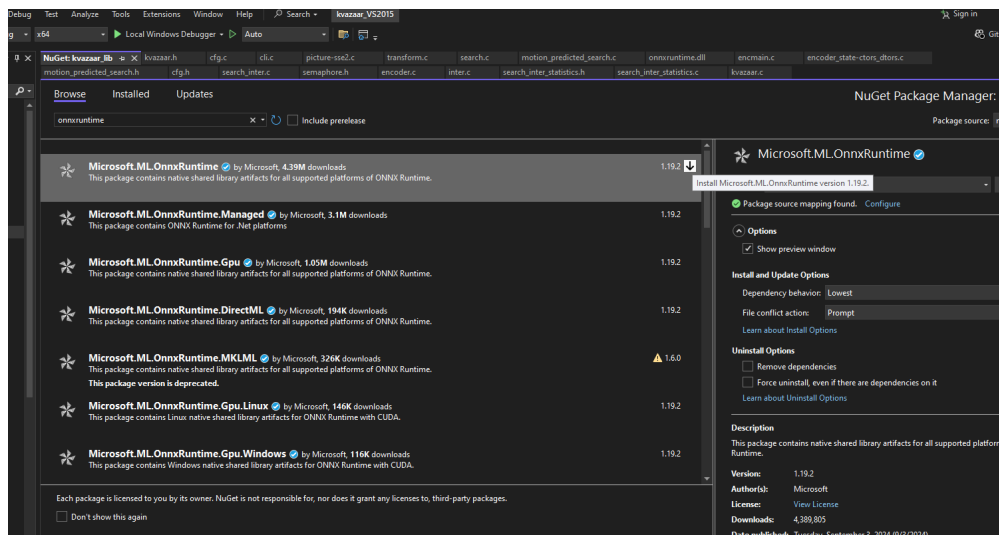 Debug Test Analyze Tools Extensions Window Help Search kvazaar_VS2015 Sign in
x64 Local Windows Debugger Auto Git
NuGet: kvazaar_lib kvazaar.h cfg.c cli.c picture-sse2.c transform.c search.c motion_predicted_search.c onnxruntime.dll encmain.c encoder_state-ctors_dtors.c
motion_predicted_search.h cfg.h search_inter.c semaphore.h encoder.c inter.c search_inter_statistics.h search_inter_statistics.c kvazaar.c
Browse Installed Updates NuGet Package Manager:
onnxruntime Include prerelease Package source:
Microsoft.ML.OnnxRuntime by Microsoft, 4.39M downloads 1.19.2
This package contains native shared library artifacts for all supported platforms of ONNX Runtime.
Install Microsoft.ML.OnnxRuntime version 1.19.2.
Microsoft.ML.OnnxRuntime.Managed by Microsoft, 3.1M downloads 1.19.2
This package contains ONNX Runtime for .Net platforms
Microsoft.ML.OnnxRuntime.Gpu by Microsoft, 1.05M downloads 1.19.2
This package contains native shared library artifacts for all supported platforms of ONNX Runtime.
Microsoft.ML.OnnxRuntime.DirectML by Microsoft, 194K downloads 1.19.2
This package contains native shared library artifacts for all supported platforms of ONNX Runtime.
Microsoft.ML.OnnxRuntime.MKLML by Microsoft, 326K downloads 1.6.0
This package contains native shared library artifacts for all supported platforms of ONNX Runtime.
This package version is deprecated.
Microsoft.ML.OnnxRuntime.Gpu.Linux by Microsoft, 146K downloads 1.19.2
This package contains Linux native shared library artifacts for ONNX Runtime with CUDA.
Microsoft.ML.OnnxRuntime.Gpu.Windows by Microsoft, 116K downloads 1.19.2
This package contains Windows native shared library artifacts for ONNX Runtime with CUDA.
Each package is licensed to you by its owner. NuGet is not responsible for, nor does it grant any licenses to, third-party packages.
Don't show this again
Microsoft.ML.OnnxRuntime
Package source mapping found. Configure
Options
Show preview window
Install and Update Options
Dependency behavior: Lowest
File conflict action: Prompt
Learn about Install Options
Uninstall Options
Remove dependencies
Force uninstall, even if there are dependencies on it
Learn about Uninstall Options
Description
This package contains native shared library artifacts for all supported platfor
Runtime.
Version: 1.19.2
Author(s): Microsoft
License: View License
Downloads: 4,389,805
Date published: Tuesday, September 3, 2024 (9/3/2024)